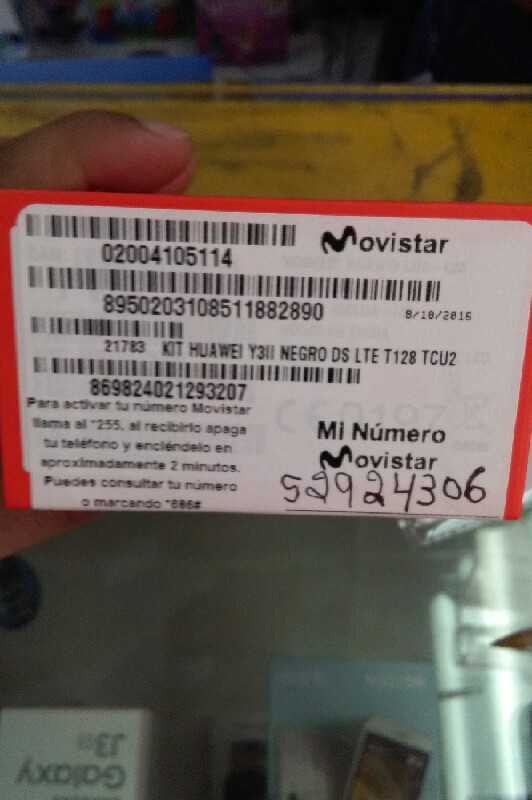 Movistar
02004105114
8950203108511882890
8/18/2016
21783 KIT HUAWEI Y3II NEGRO DS LTE T128 TCU2
869824021293207
Para activar tu número Movistar
llama al *255, al recibirlo apaga
tu teléfono y enciéndelo en
aproximadamente 2 minutos.
Puedes consultar tu número
o marcando *686#
Mi Número
Movistar
52924306
Galaxy
J3